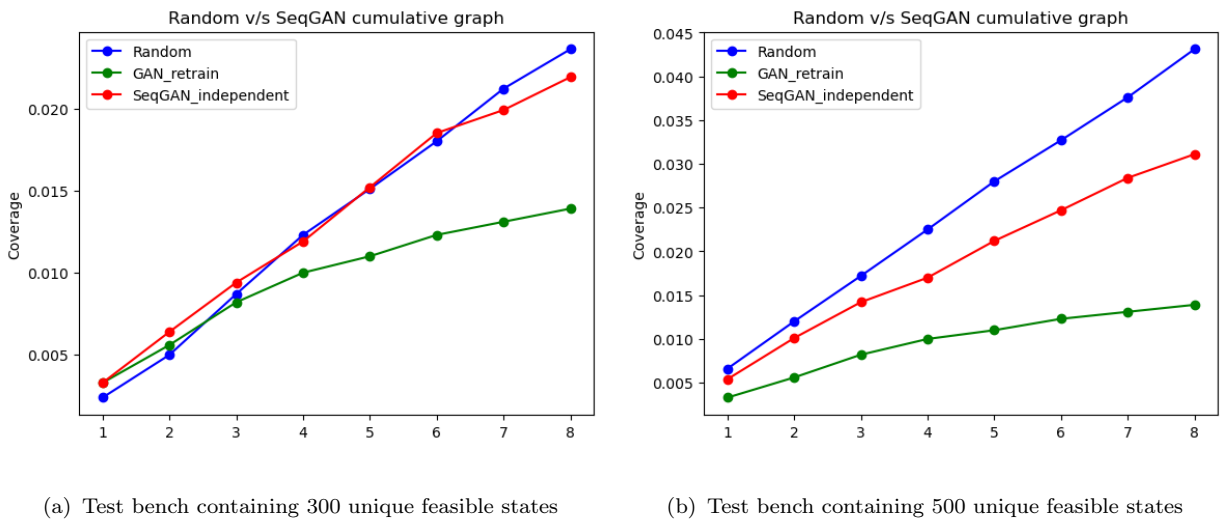 Random v/s SeqGAN cumulative graph
Random
GAN_retrain
SeqGAN_independent
Coverage
0.020
0.015
0.010
0.005
1 2 3 4 5 6 7 8
(a) Test bench containing 300 unique feasible states
Random v/s SeqGAN cumulative graph
Random
GAN_retrain
SeqGAN_independent
Coverage
0.045
0.040
0.035
0.030
0.025
0.020
0.015
0.010
0.005
1 2 3 4 5 6 7 8
(b) Test bench containing 500 unique feasible states